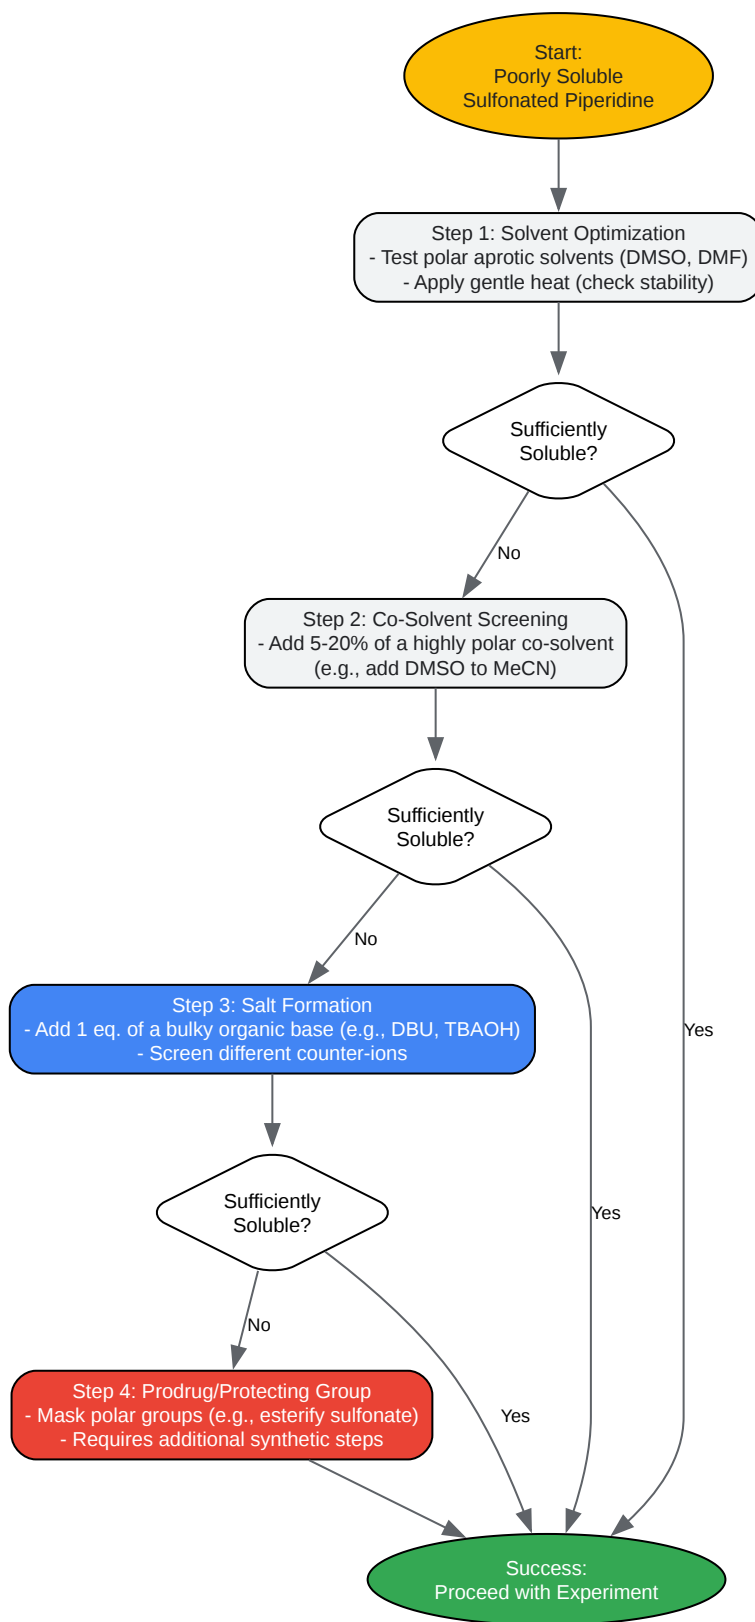 Start:
Poorly Soluble
Sulfonated Piperidine
Step 1: Solvent Optimization
- Test polar aprotic solvents (DMSO, DMF)
- Apply gentle heat (check stability)
Sufficiently
Soluble?
No
Step 2: Co-Solvent Screening
- Add 5-20% of a highly polar co-solvent
(e.g., add DMSO to MeCN)
Sufficiently
Soluble?
No
Step 3: Salt Formation
- Add 1 eq. of a bulky organic base (e.g., DBU, TBAOH)
- Screen different counter-ions
Yes
Sufficiently
Soluble?
Yes
No
Step 4: Prodrug/Protecting Group
- Mask polar groups (e.g., esterify sulfonate)
- Requires additional synthetic steps
Yes
Success:
Proceed with Experiment